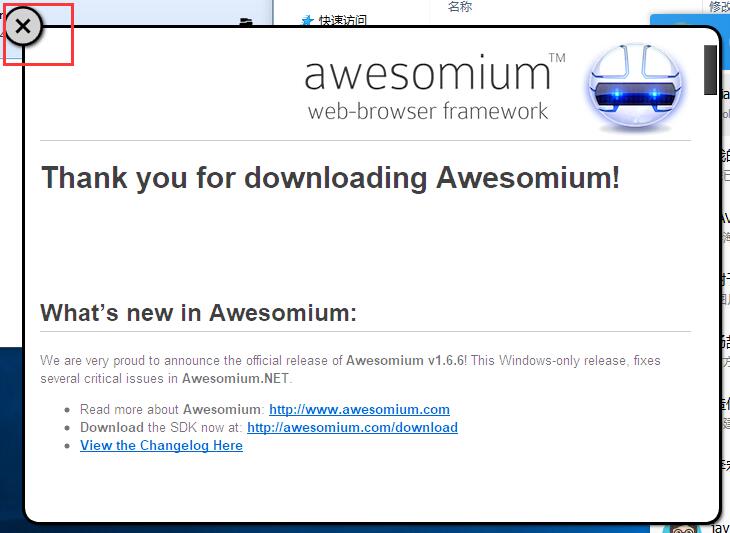 名称
修改
快速访问
awesomium™
web-browser framework
Thank you for downloading Awesomium!
What’s new in Awesomium:
We are very proud to announce the official release of Awesomium v1.6.6! This Windows-only release, fixes
several critical issues in Awesomium.NET.
Read more about Awesomium: http://www.awesomium.com
Download the SDK now at: http://awesomium.com/download
View the Changelog Here
jav